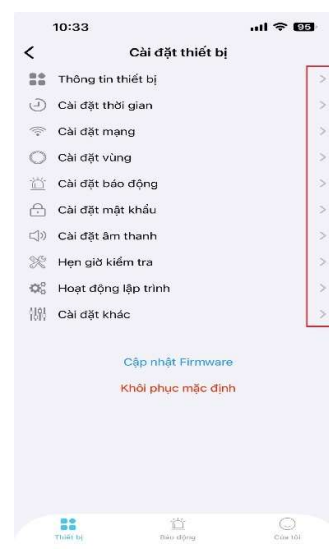 10:33
95
Cài đặt thiết bị
Thông tin thiết bị
Cài đặt thời gian
Cài đặt mạng
Cài đặt vùng
Cài đặt báo động
Cài đặt mật khẩu
Cài đặt âm thanh
Hẹn giờ kiểm tra
Hoạt động lập trình
Cài đặt khác
Cập nhật Firmware
Khôi phục mặc định
Thiết bị
Báo động
Của tôi